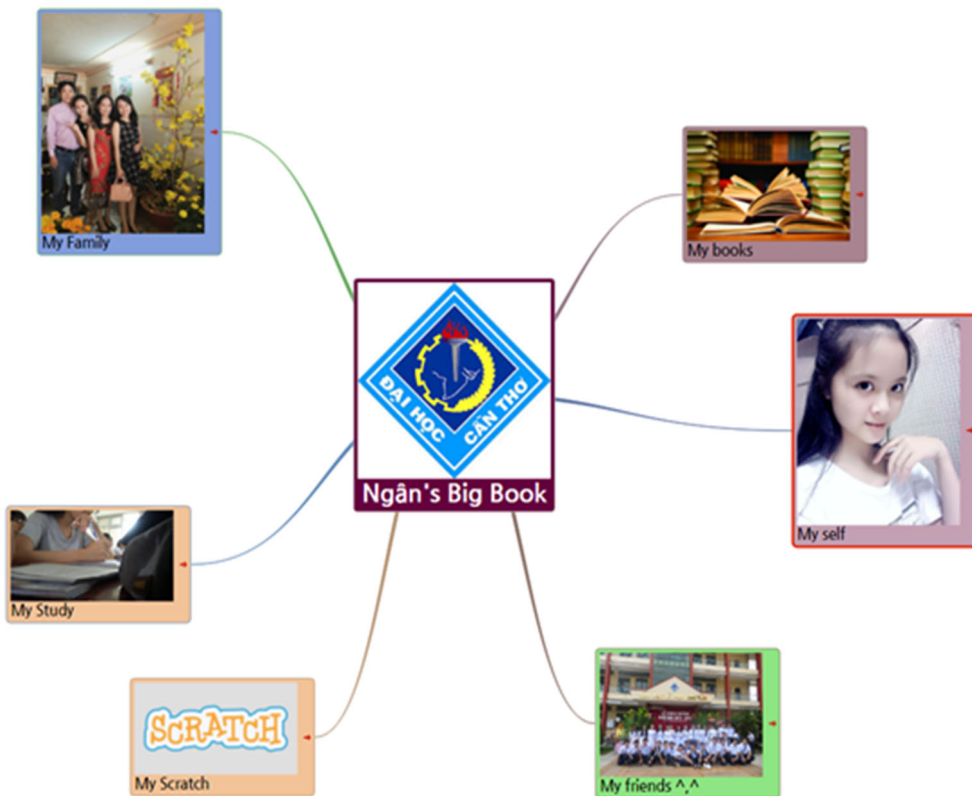 My Family
My books
ĐẠI HỌC
CẦN THƠ
Ngân's Big Book
My self
My Study
SCRATCH
My Scratch
My friends ^,^